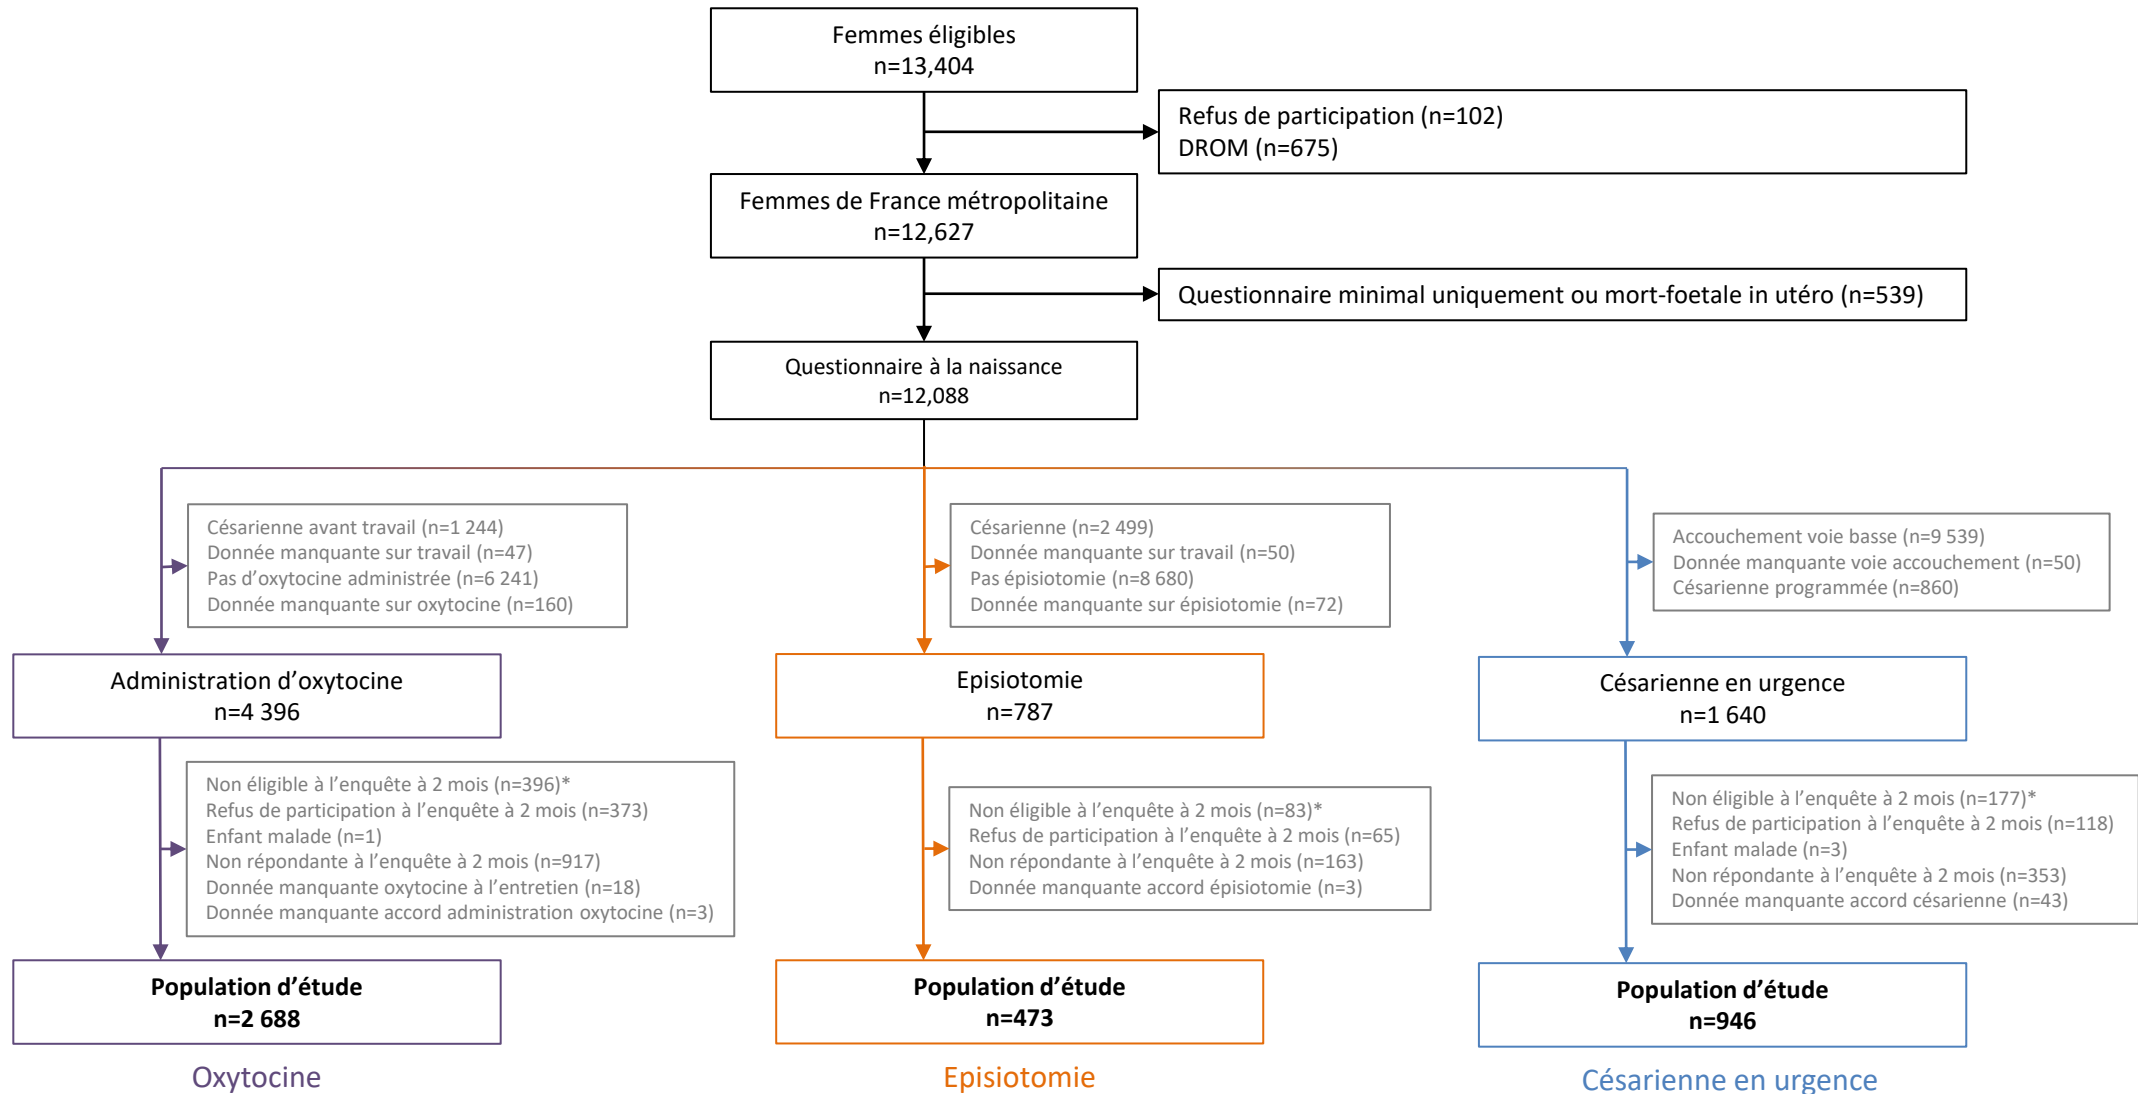 Femmes éligibles
n=13,404
Refus de participation (n=102)
DROM (n=675)
Femmes de France métropolitaine
n=12,627
Questionnaire minimal uniquement ou mort-foetale in utéro (n=539)
Questionnaire à la naissance
n=12,088
Césarienne avant travail (n=1 244)
Donnée manquante sur travail (n=47)
Pas d’oxytocine administrée (n=6 241)
Donnée manquante sur oxytocine (n=160)
Césarienne (n=2 499)
Donnée manquante sur travail (n=50)
Pas épisiotomie (n=8 680)
Donnée manquante sur épisiotomie (n=72)
Accouchement voie basse (n=9 539)
Donnée manquante voie accouchement (n=50)
Césarienne programmée (n=860)
Administration d’oxytocine
n=4 396
Episiotomie
n=787
Césarienne en urgence
n=1 640
Non éligible à l’enquête à 2 mois (n=396)*
Refus de participation à l’enquête à 2 mois (n=373)
Enfant malade (n=1)
Non répondante à l’enquête à 2 mois (n=917)
Donnée manquante oxytocine à l’entretien (n=18)
Donnée manquante accord administration oxytocine (n=3)
Non éligible à l’enquête à 2 mois (n=83)*
Refus de participation à l’enquête à 2 mois (n=65)
Non répondante à l’enquête à 2 mois (n=163)
Donnée manquante accord épisiotomie (n=3)
Non éligible à l’enquête à 2 mois (n=177)*
Refus de participation à l’enquête à 2 mois (n=118)
Enfant malade (n=3)
Non répondante à l’enquête à 2 mois (n=353)
Donnée manquante accord césarienne (n=43)
Population d’étude
n=2 688
Population d’étude
n=473
Population d’étude
n=946
Oxytocine
Episiotomie
Césarienne en urgence